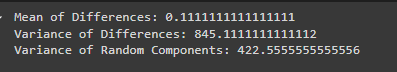 Mean of Differences: 0.1111111111111111
Variance of Differences: 845.1111111111112
Variance of Random Components: 422.5555555555556